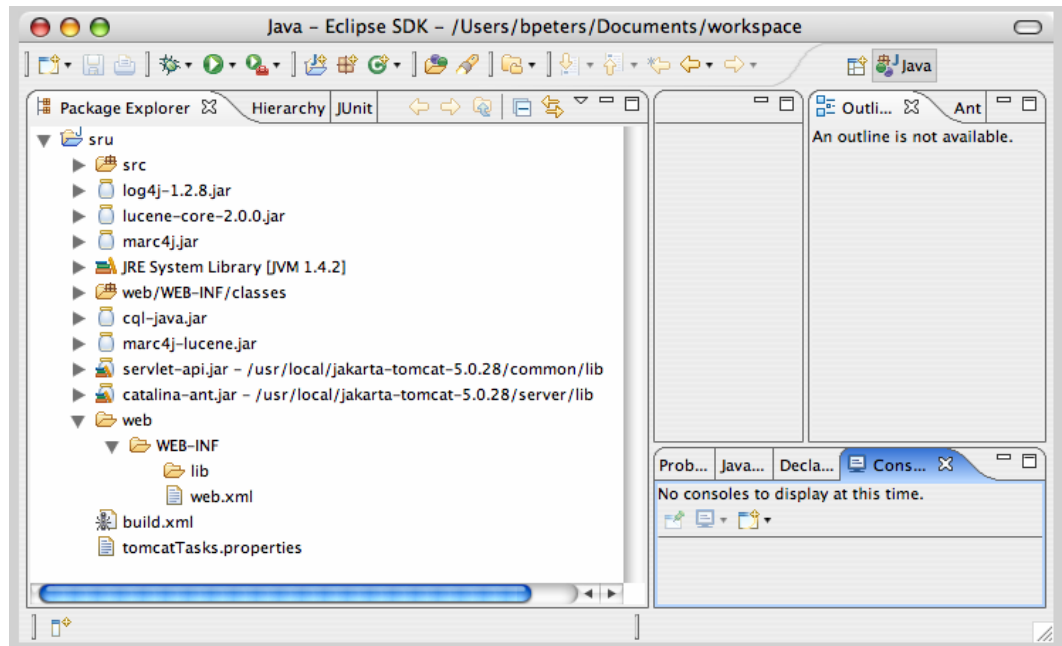 Java – Eclipse SDK – /Users/bpeters/Documents/workspace
Java
Package Explorer
Hierarchy
JUnit
Outli...
Ant
An outline is not available.
sru
src
log4j-1.2.8.jar
lucene-core-2.0.0.jar
marc4j.jar
JRE System Library [JVM 1.4.2]
web/WEB-INF/classes
cql-java.jar
marc4j-lucene.jar
servlet-api.jar – /usr/local/jakarta-tomcat-5.0.28/common/lib
catalina-ant.jar – /usr/local/jakarta-tomcat-5.0.28/server/lib
web
WEB-INF
lib
web.xml
build.xml
tomcatTasks.properties
Prob...
Java...
Decla...
Cons...
No consoles to display at this time.